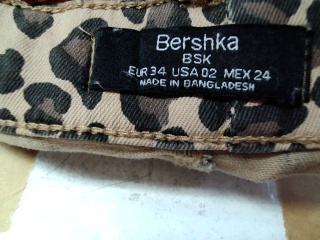 Bershka
BSK
EUR 34 USA 02 MEX 24
MADE IN BANGLADESH